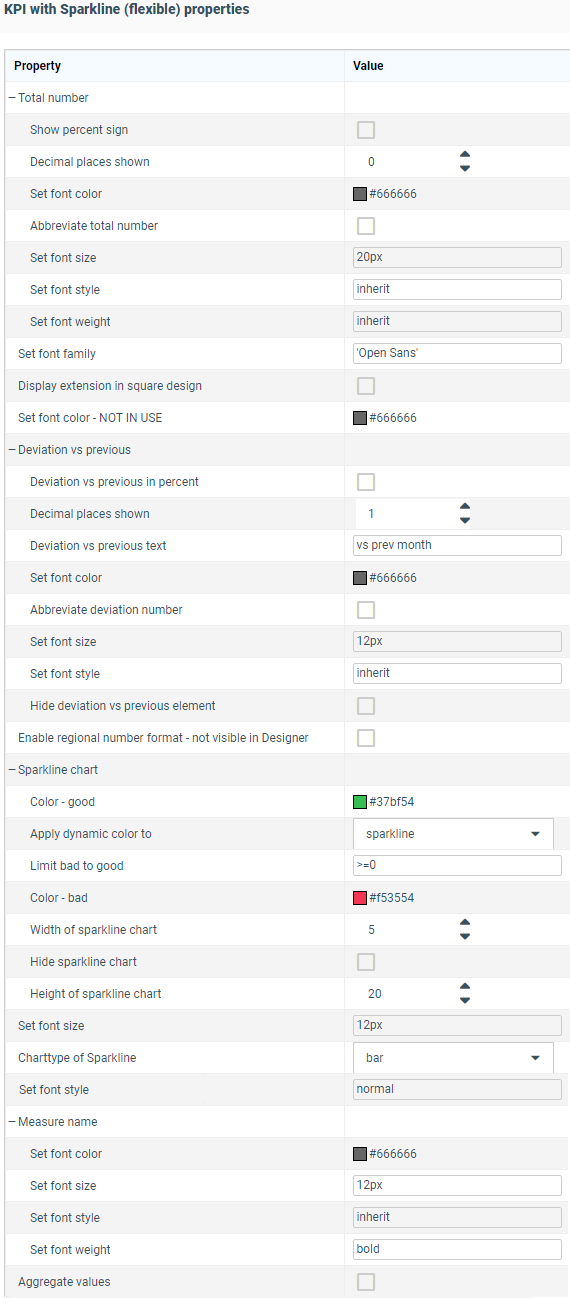 KPI with Sparkline (flexible) properties
Property Value
Total number
Show percent sign
Decimal places shown 0
Set font color #666666
Abbreviate total number
Set font size 20px
Set font style inherit
Set font weight inherit
Set font family 'Open Sans'
Display extension in square design
Set font color - NOT IN USE #666666
Deviation vs previous
Deviation vs previous in percent
Decimal places shown 1
Deviation vs previous text vs prev month
Set font color #666666
Abbreviate deviation number
Set font size 12px
Set font style inherit
Hide deviation vs previous element
Enable regional number format - not visible in Designer
Sparkline chart
Color - good #37bf54
Apply dynamic color to sparkline
Limit bad to good >=0
Color - bad #f53554
Width of sparkline chart 5
Hide sparkline chart
Height of sparkline chart 20
Set font size 12px
Charttype of Sparkline bar
Set font style normal
Measure name
Set font color #666666
Set font size 12px
Set font style inherit
Set font weight bold
Aggregate values